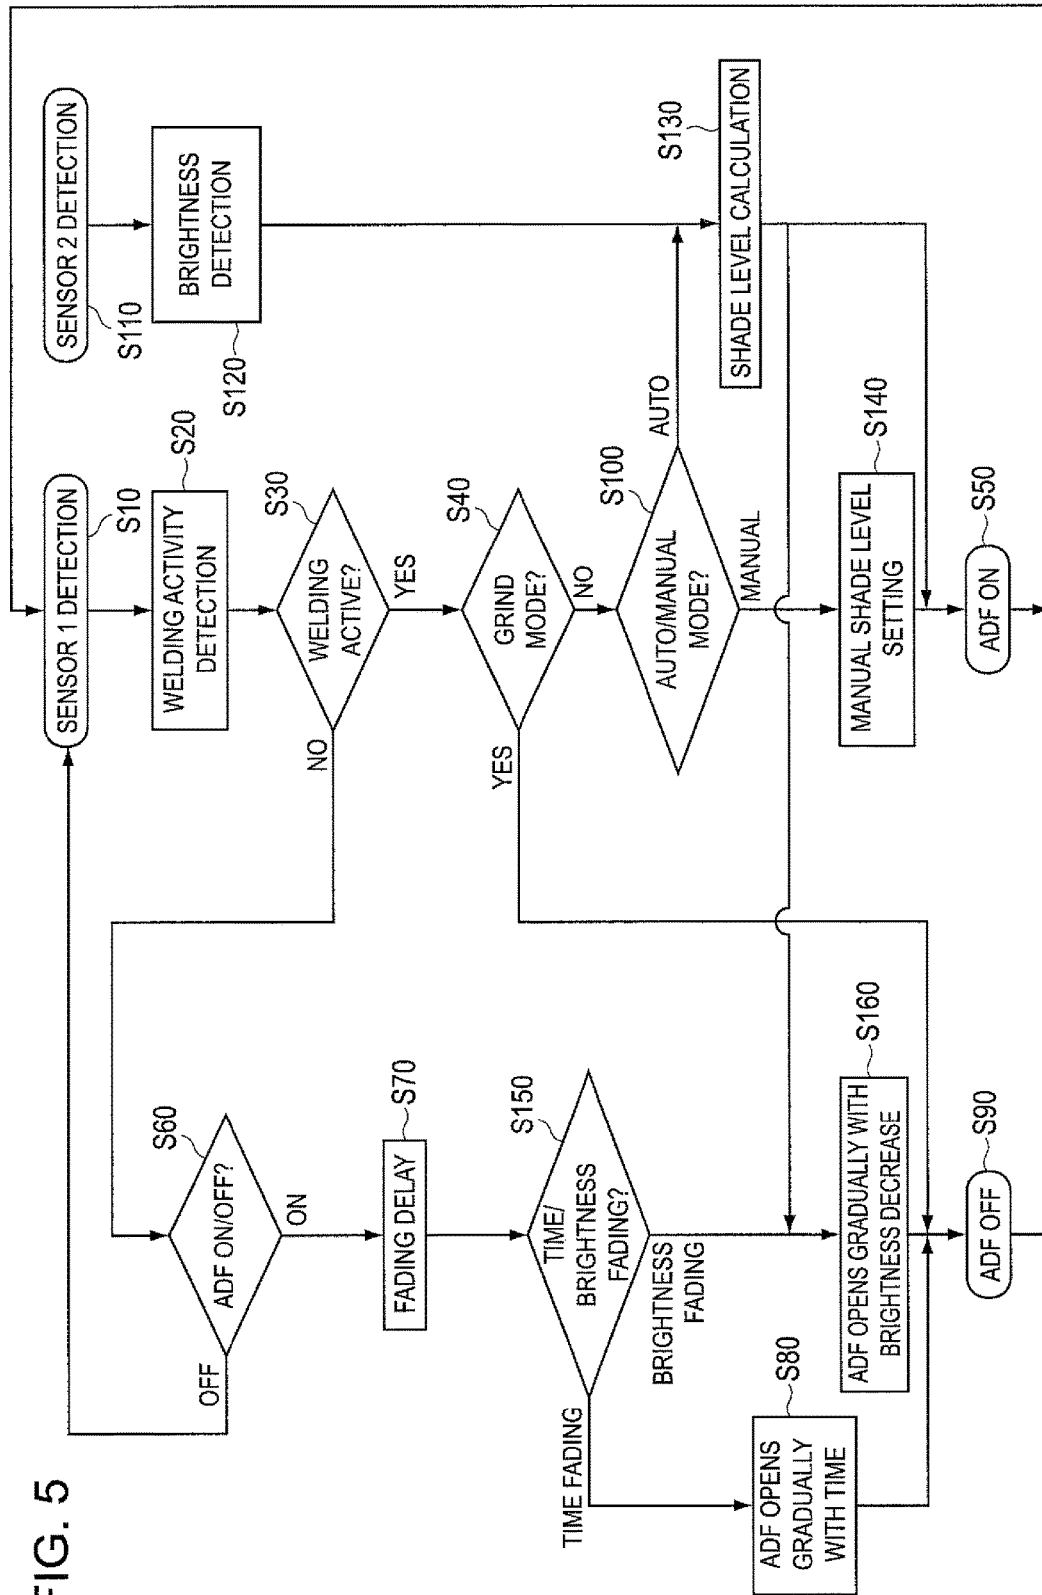 FIG. 5
SENSOR 1 DETECTION
S10
WELDING ACTIVITY
DETECTION
S20
WELDING
ACTIVE?
S30
NO
YES
GRIND
MODE?
S40
YES
NO
AUTO/MANUAL
MODE?
S100
AUTO
MANUAL
MANUAL SHADE LEVEL
SETTING
S140
ADF ON
S50
SENSOR 2 DETECTION
S110
BRIGHTNESS
DETECTION
S120
SHADE LEVEL CALCULATION
S130
ADF ON/OFF?
S60
OFF
ON
FADING DELAY
S70
TIME/
BRIGHTNESS
FADING?
S150
TIME FADING
BRIGHTNESS
FADING
ADF OPENS
GRADUALLY
WITH TIME
S80
ADF OPENS GRADUALLY WITH
BRIGHTNESS DECREASE
S160
ADF OFF
S90